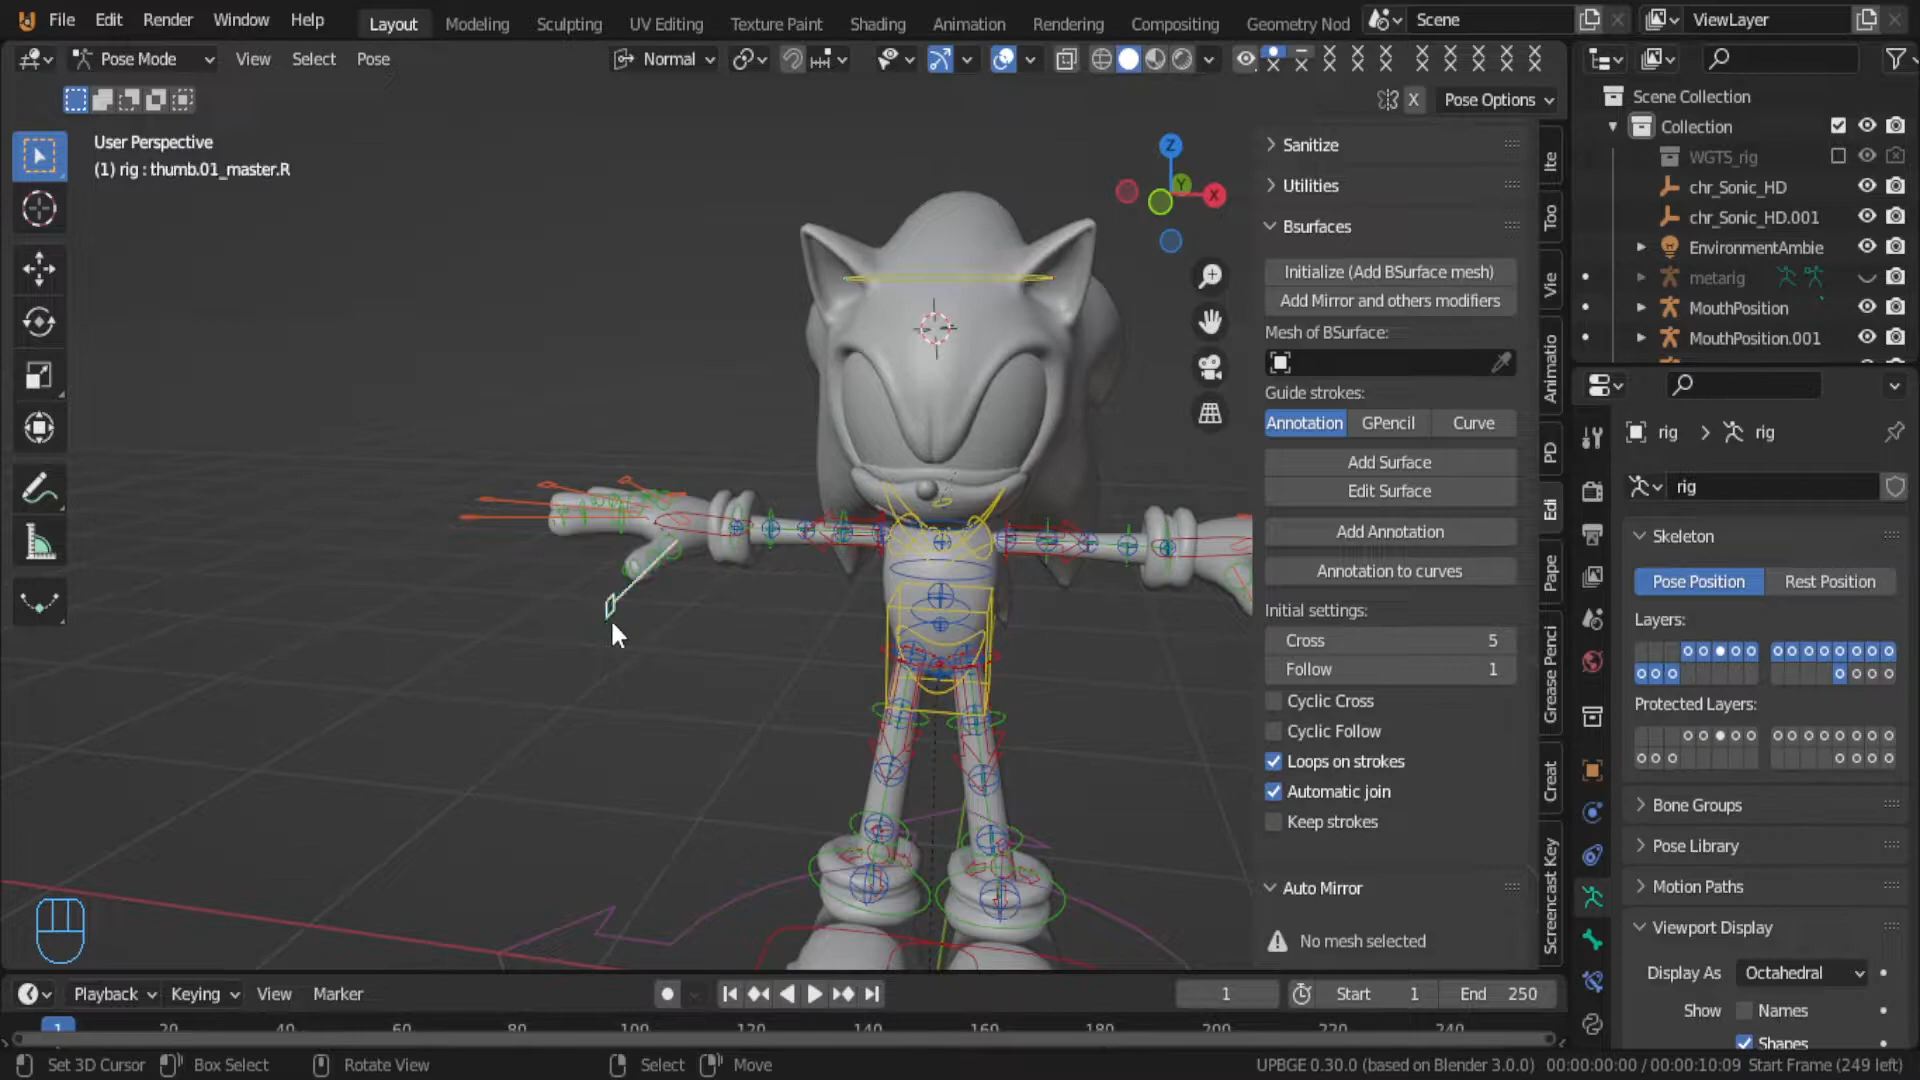 File Edit Render Window Help
Layout Modeling Sculpting UV Editing Texture Paint Shading Animation Rendering Compositing Geometry Nod
Scene
ViewLayer
Pose Mode View Select Pose
Normal
X
Pose Options
User Perspective
(1) rig : thumb.01_master.R
Z
Y
X
Sanitize
Utilities
Bsurfaces
Initialize (Add BSurface mesh)
Add Mirror and others modifiers
Mesh of BSurface:
Guide strokes:
Annotation GPencil Curve
Add Surface
Edit Surface
Add Annotation
Annotation to curves
Initial settings:
Cross 5
Follow 1
Cyclic Cross
Cyclic Follow
Loops on strokes
Automatic join
Keep strokes
Auto Mirror
No mesh selected
Ite
Too
Vie
Animatio
PD
Edi
Pape
Grease Penci
Creat
Screencast Key
Scene Collection
Collection
WGTS_rig
chr_Sonic_HD
chr_Sonic_HD.001
EnvironmentAmbie
metarig
MouthPosition
MouthPosition.001
rig > rig
rig
Skeleton
Pose Position Rest Position
Layers:
Protected Layers:
Bone Groups
Pose Library
Motion Paths
Viewport Display
Display As Octahedral
Show Names
Shapes
Playback Keying View Marker
1
Start 1
End 250
1 20 40 60 80 100 120 140 160 180 200 220 240
Set 3D Cursor Box Select Rotate View Select Move
UPBGE 0.30.0 (based on Blender 3.0.0) 00:00:00:00 / 00:00:10:09 Start Frame (249 left)